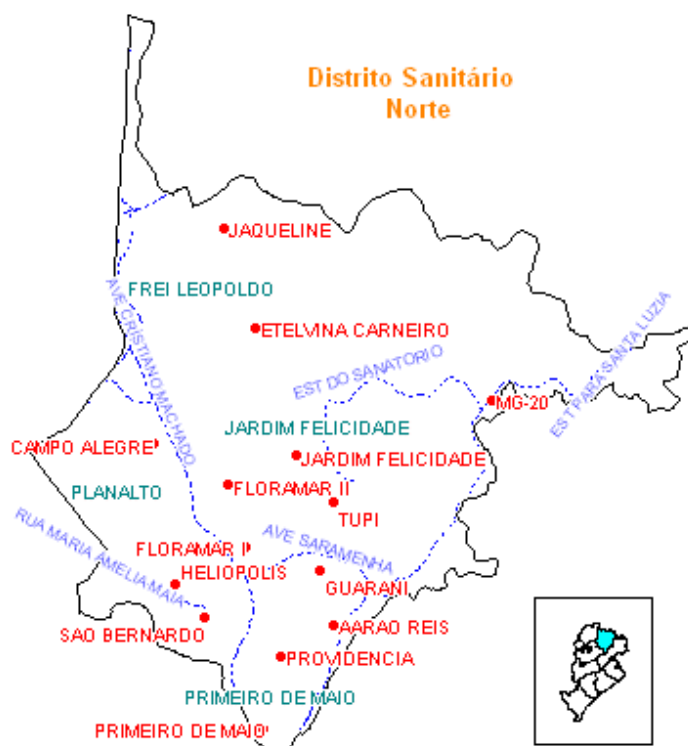 Distrito Sanitário
Norte
JAQUELINE
FREI LEOPOLDO
AVE CRISTIANO MACHADO
ETELVINA CARNEIRO
EST DO SANATORIO
EST PARA SANTA LUZIA
MG-20
JARDIM FELICIDADE
CAMPO ALEGRE
JARDIM FELICIDADE
PLANALTO
FLORAMAR II
TUPI
RUA MARIA AMELIA MAIA
AVE SARAMENHA
FLORAMAR I
HELIOPOLIS
GUARANI
SAO BERNARDO
AARAO REIS
PROVIDENCIA
PRIMEIRO DE MAIO
PRIMEIRO DE MAIO